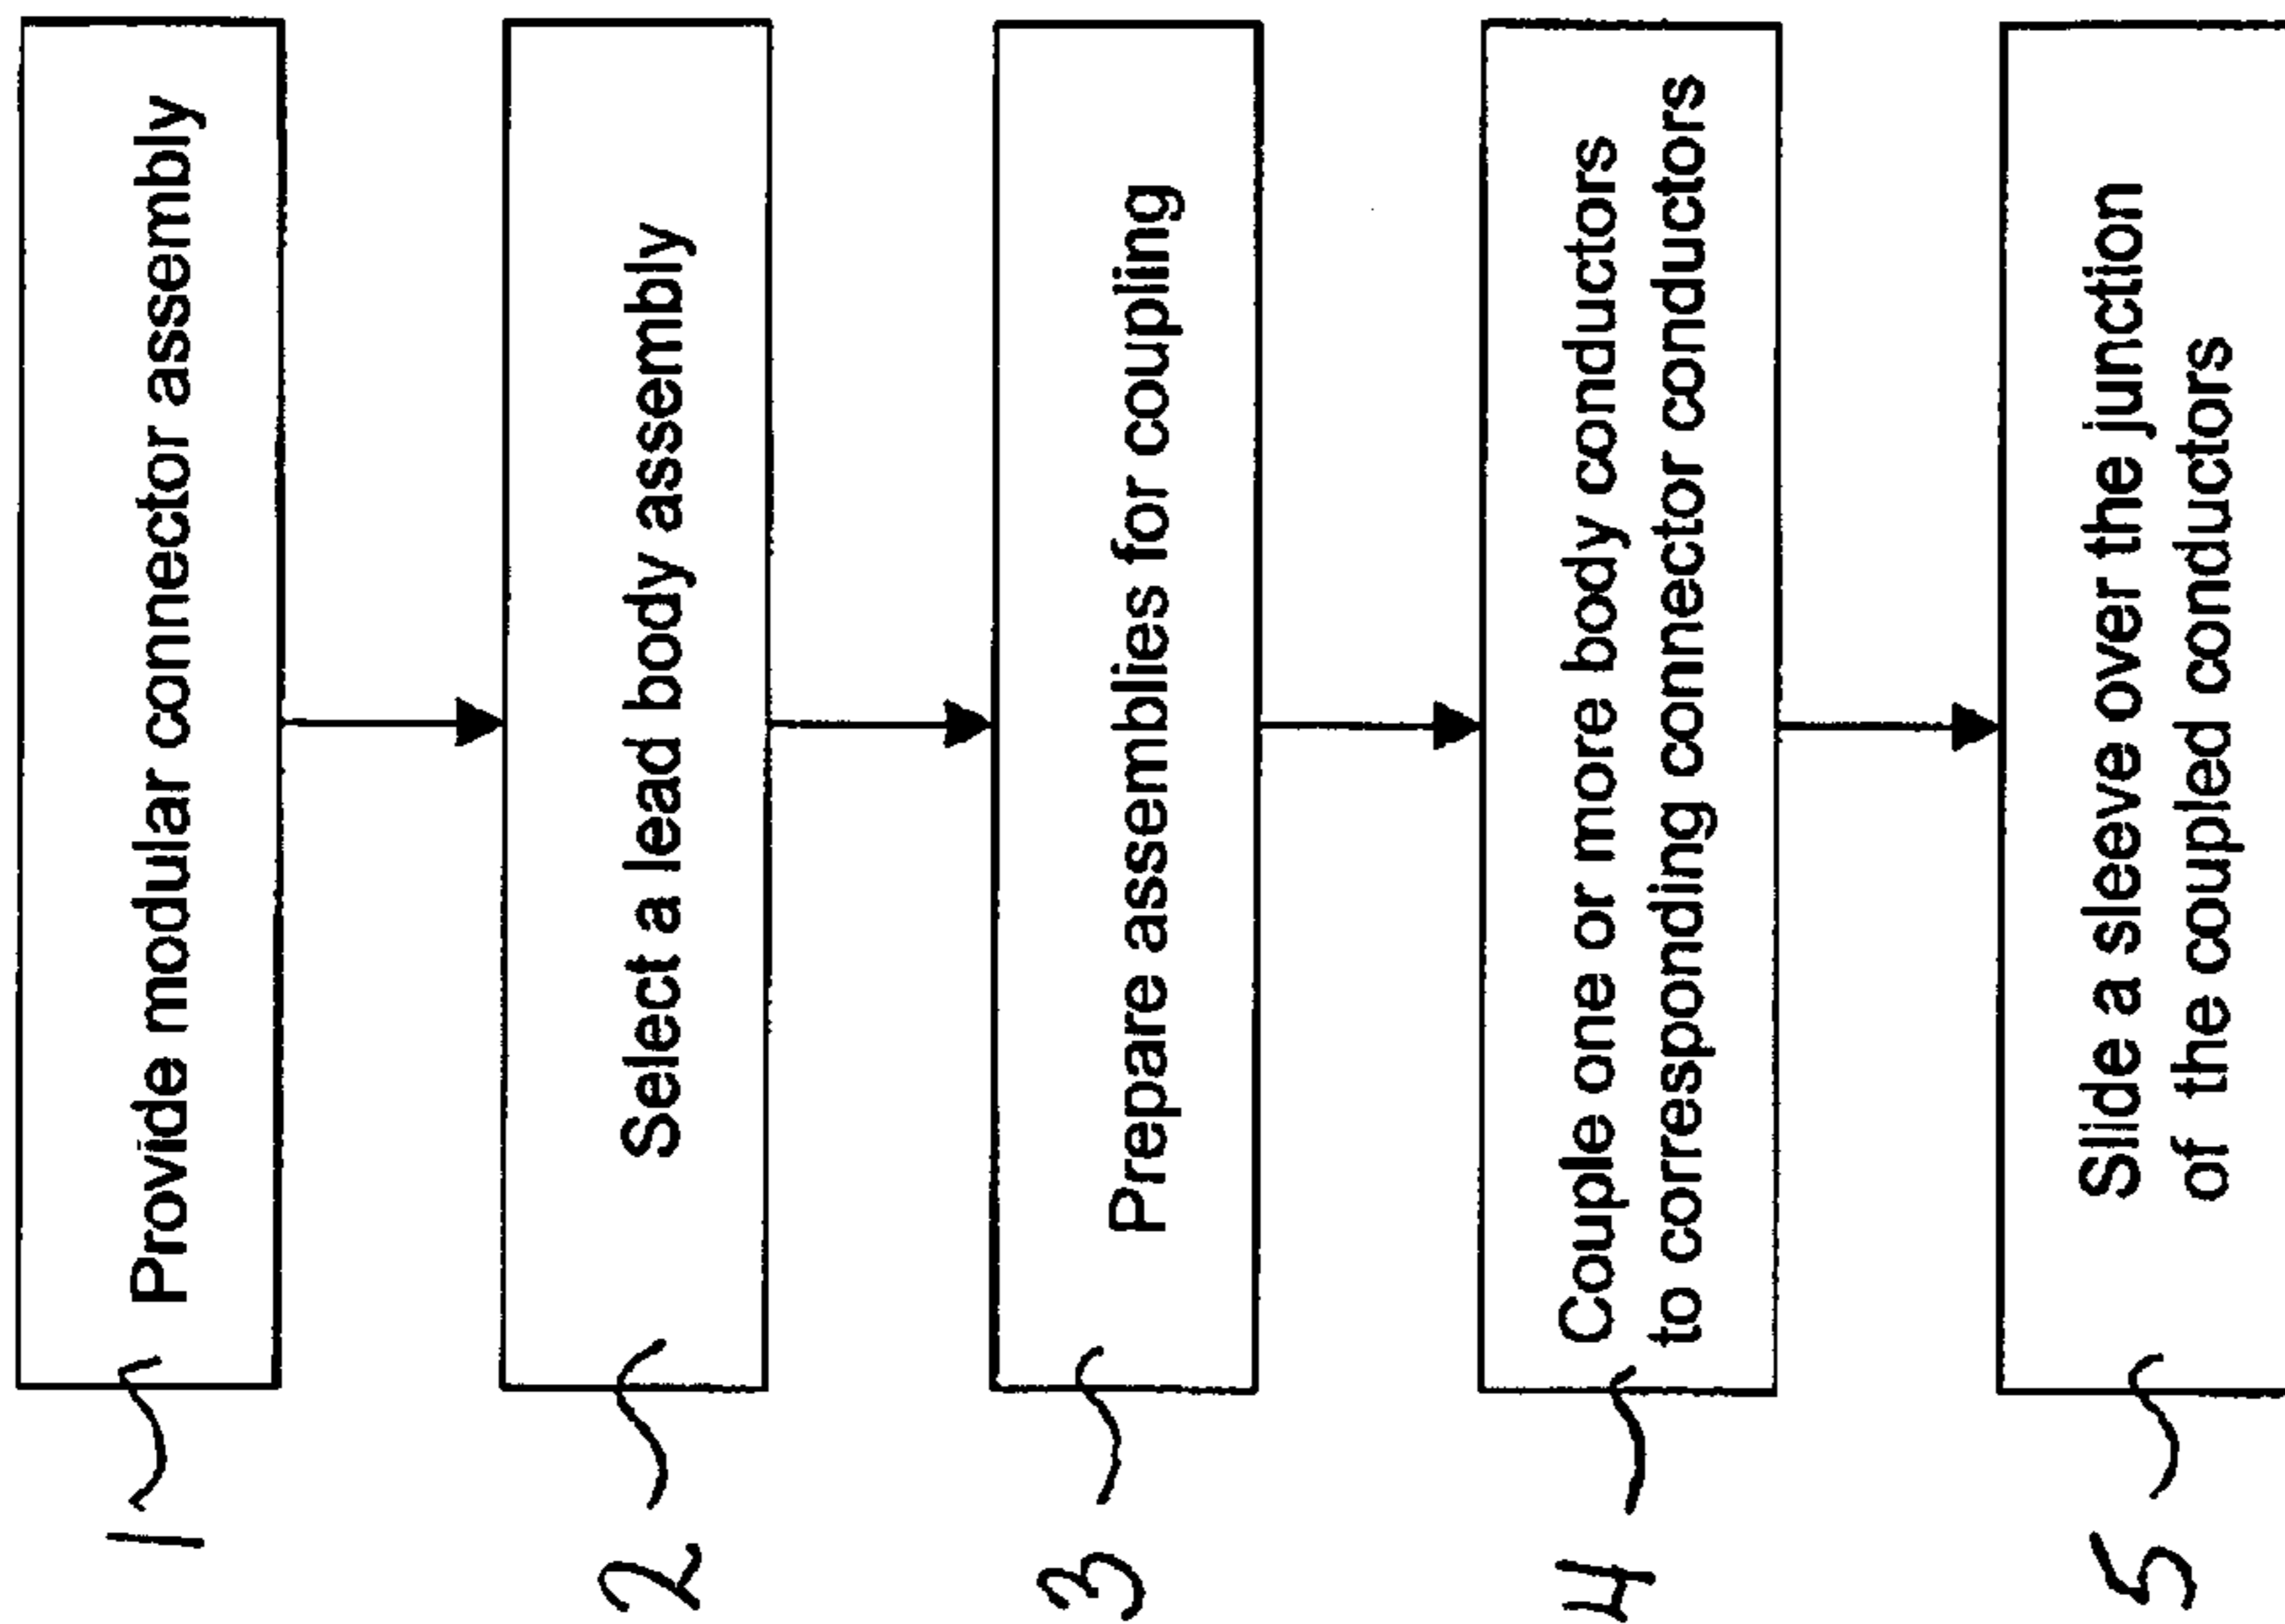 1
Provide modular connector assembly
2
Select a lead body assembly
3
Prepare assemblies for coupling
4
Couple one or more body conductors
to corresponding connector conductors
5
Slide a sleeve over the junction
of the coupled conductors